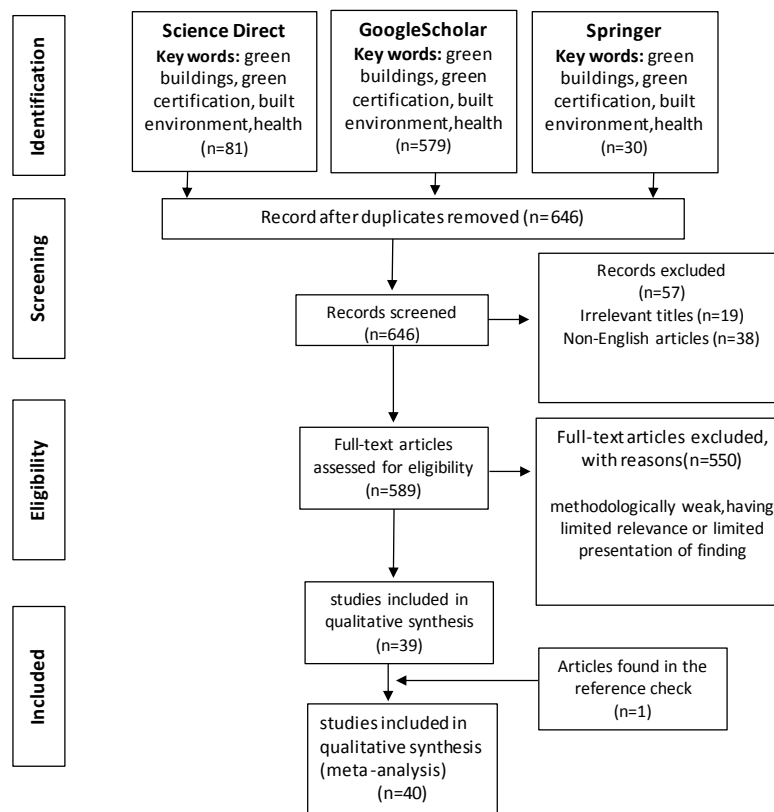 Identification
Science Direct
Key words: green
buildings, green
certification, built
environment,health
(n=81)
GoogleScholar
Key words: green
buildings, green
certification, built
environment,health
(n=579)
Springer
Key words: green
buildings, green
certification, built
environment,health
(n=30)
Screening
Record after duplicates removed (n=646)
Records screened
(n=646)
Records excluded
(n=57)
Irrelevant titles (n=19)
Non-English articles (n=38)
Eligibility
Full-text articles
assessed for eligibility
(n=589)
Full-text articles excluded,
with reasons(n=550)
methodologically weak,having
limited relevance or limited
presentation of finding
Included
studies included in
qualitative synthesis
(n=39)
Articles found in the
reference check
(n=1)
studies included in
qualitative synthesis
(meta-analysis)
(n=40)